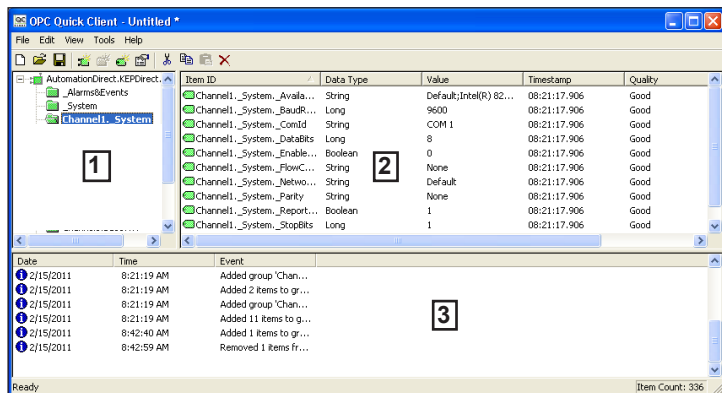 OPC Quick Client - Untitled *
File Edit View Tools Help
AutomationDirect.KEPDirect.
_Alarms&Events
_System
Channel1._System
1
Item ID Data Type Value Timestamp Quality
Channel1._System._Availa... String Default;Intel(R) 82... 08:21:17.906 Good
Channel1._System._BaudR... Long 9600 08:21:17.906 Good
Channel1._System._ComId String COM 1 08:21:17.906 Good
Channel1._System._DataBits Long 8 08:21:17.906 Good
Channel1._System._Enable... Boolean 0 08:21:17.906 Good
Channel1._System._FlowC... String None 08:21:17.906 Good
Channel1._System._Netwo... String Default 08:21:17.906 Good
Channel1._System._Parity String None 08:21:17.906 Good
Channel1._System._Report... Boolean 1 08:21:17.906 Good
Channel1._System._StopBits Long 1 08:21:17.906 Good
2
Date Time Event
2/15/2011 8:21:19 AM Added group 'Chan...
2/15/2011 8:21:19 AM Added 2 items to gr...
2/15/2011 8:21:19 AM Added group 'Chan...
2/15/2011 8:21:19 AM Added 11 items to g...
2/15/2011 8:42:40 AM Added 1 items to gr...
2/15/2011 8:42:59 AM Removed 1 items fr...
3
Ready Item Count: 336